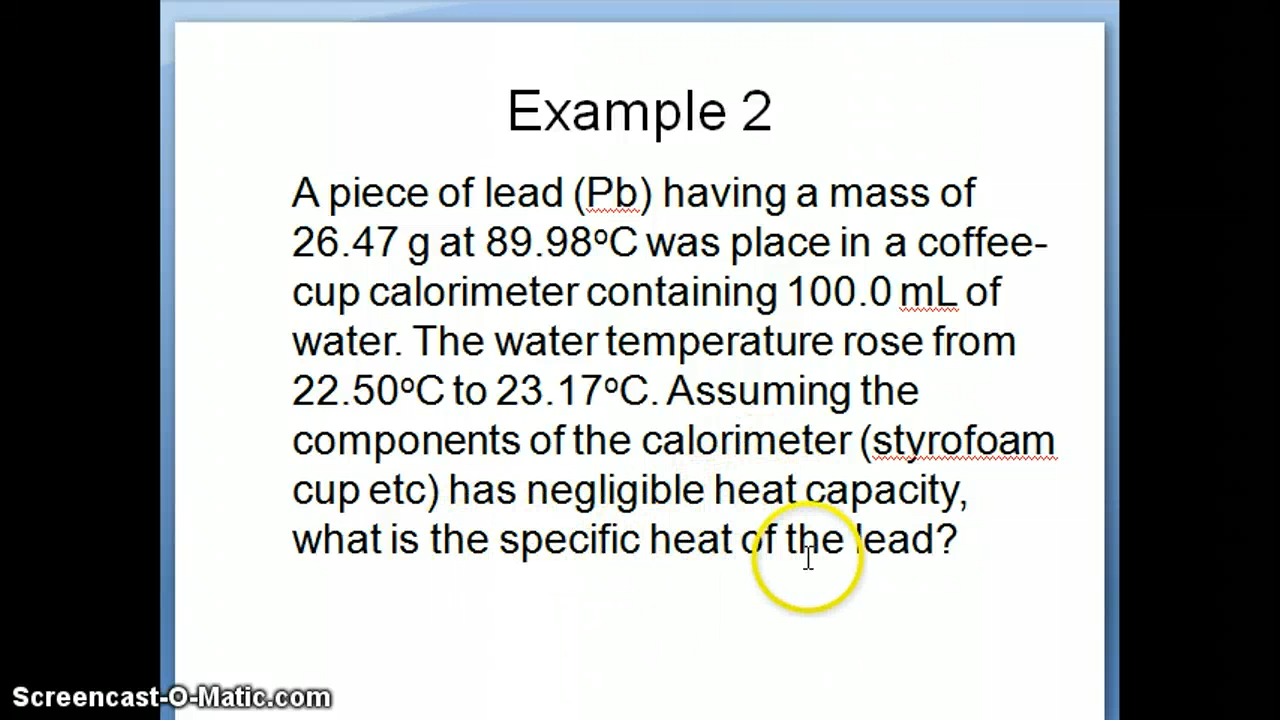 Example 2
A piece of lead (Pb) having a mass of
26.47 g at 89.98ºC was place in a coffee-
cup calorimeter containing 100.0 mL of
water. The water temperature rose from
22.50ºC to 23.17ºC. Assuming the
components of the calorimeter (styrofoam
cup etc) has negligible heat capacity,
what is the specific heat of the lead?
Screencast-O-Matic.com